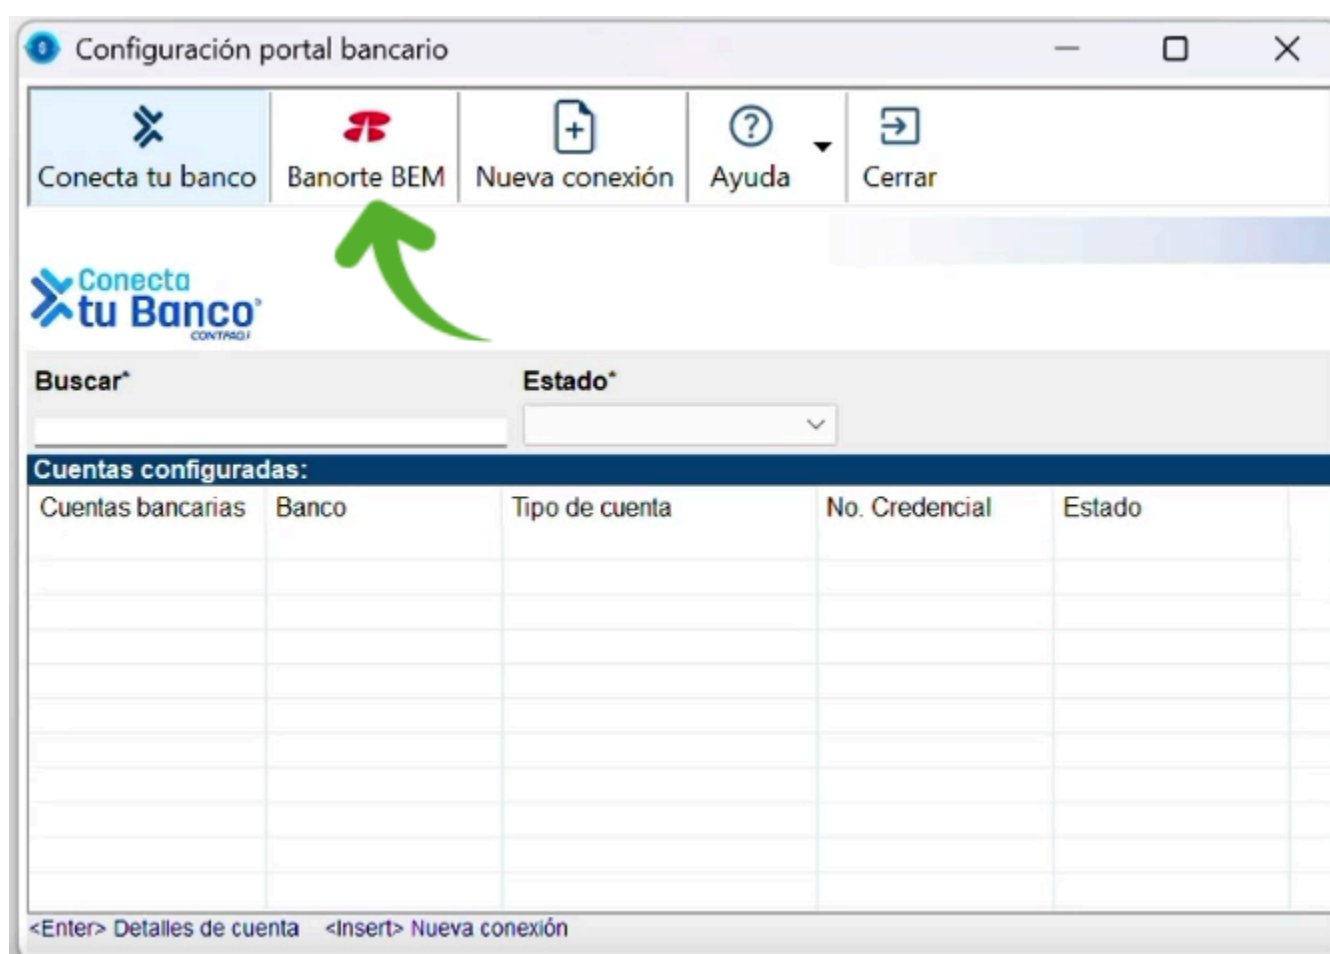 Configuración portal bancario
Conecta tu banco Banorte BEM Nueva conexión Ayuda Cerrar
Conecta
tu Banco®
CONTPAQi
Buscar* Estado*
Cuentas configuradas:
Cuentas bancarias Banco Tipo de cuenta No. Credencial Estado
<Enter> Detalles de cuenta <Insert> Nueva conexión